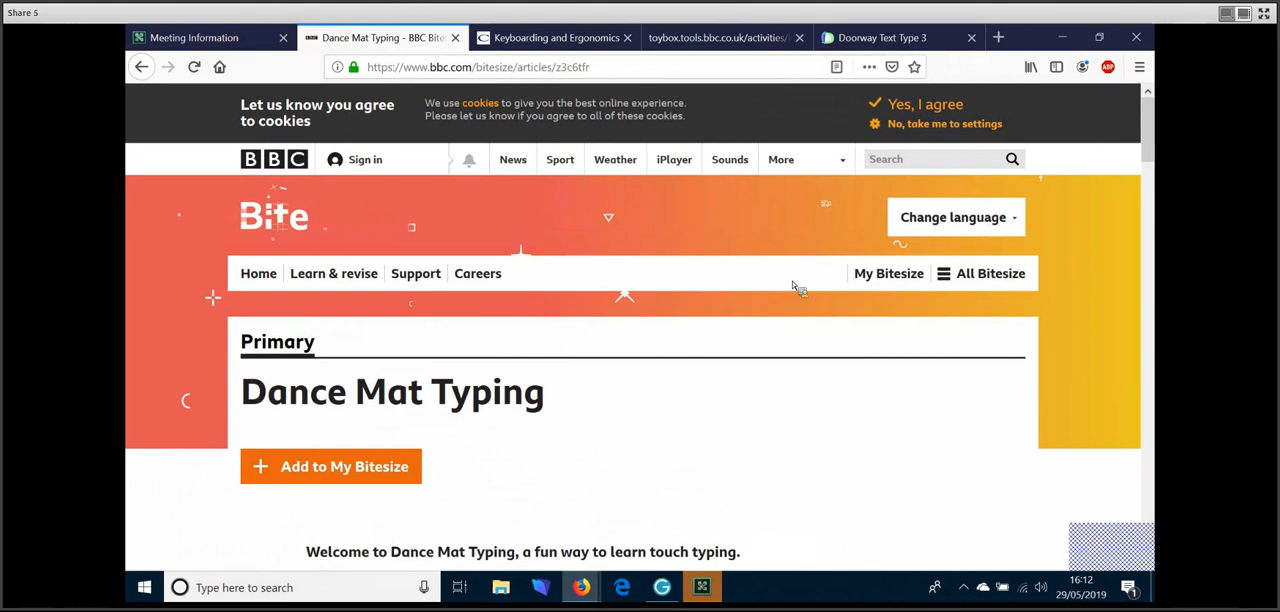 Share 5
Meeting Information
Dance Mat Typing - BBC Bite
Keyboarding and Ergonomics
toybox.tools.bbc.co.uk/activities/
Doorway Text Type 3
https://www.bbc.com/bitesize/articles/z3c6tfr
ABP
Let us know you agree
to cookies
We use cookies to give you the best online experience.
Please let us know if you agree to all of these cookies.
Yes, I agree
No, take me to settings
BBC
Sign in
News
Sport
Weather
iPlayer
Sounds
More
Search
Bite
Change language
Home
Learn & revise
Support
Careers
My Bitesize
All Bitesize
Primary
Dance Mat Typing
+ Add to My Bitesize
Welcome to Dance Mat Typing, a fun way to learn touch typing.
Type here to search
16:12
29/05/2019